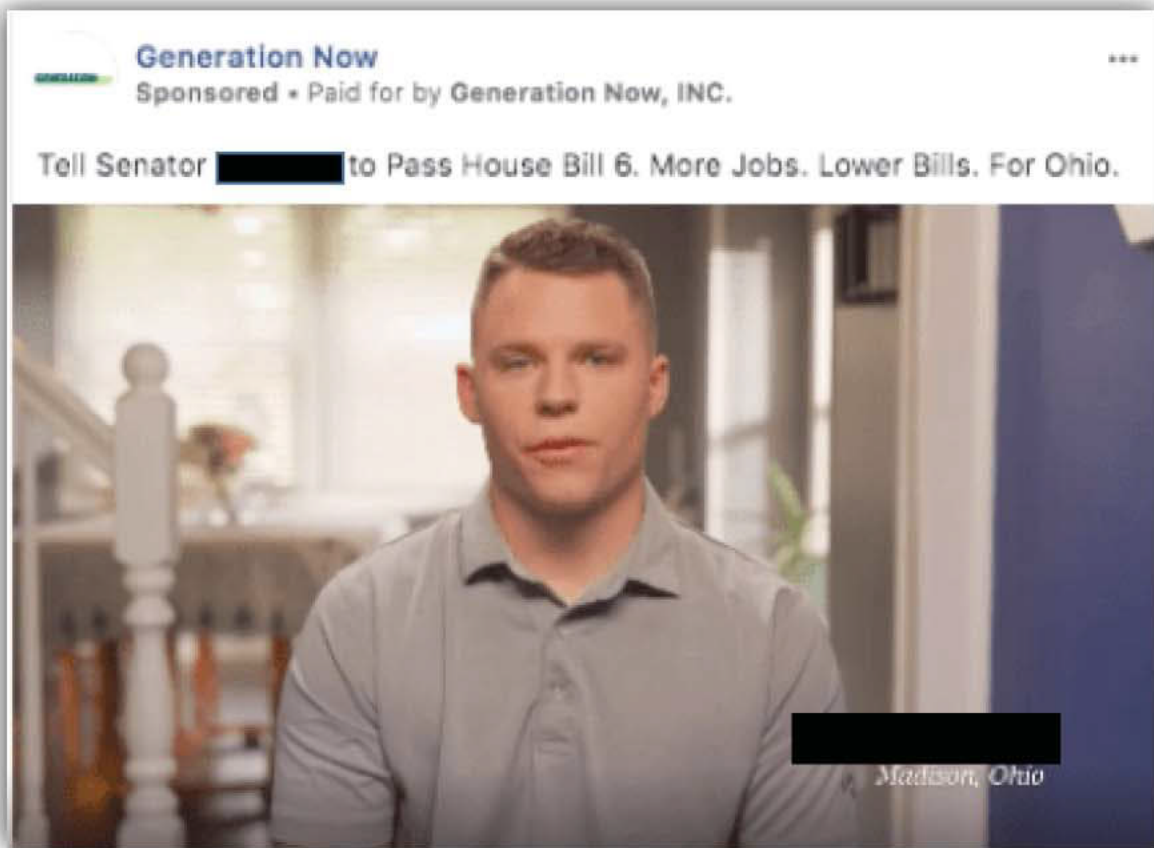 Generation Now
Sponsored • Paid for by Generation Now, INC.
Tell Senator to Pass House Bill 6. More Jobs. Lower Bills. For Ohio.
Madison, Ohio